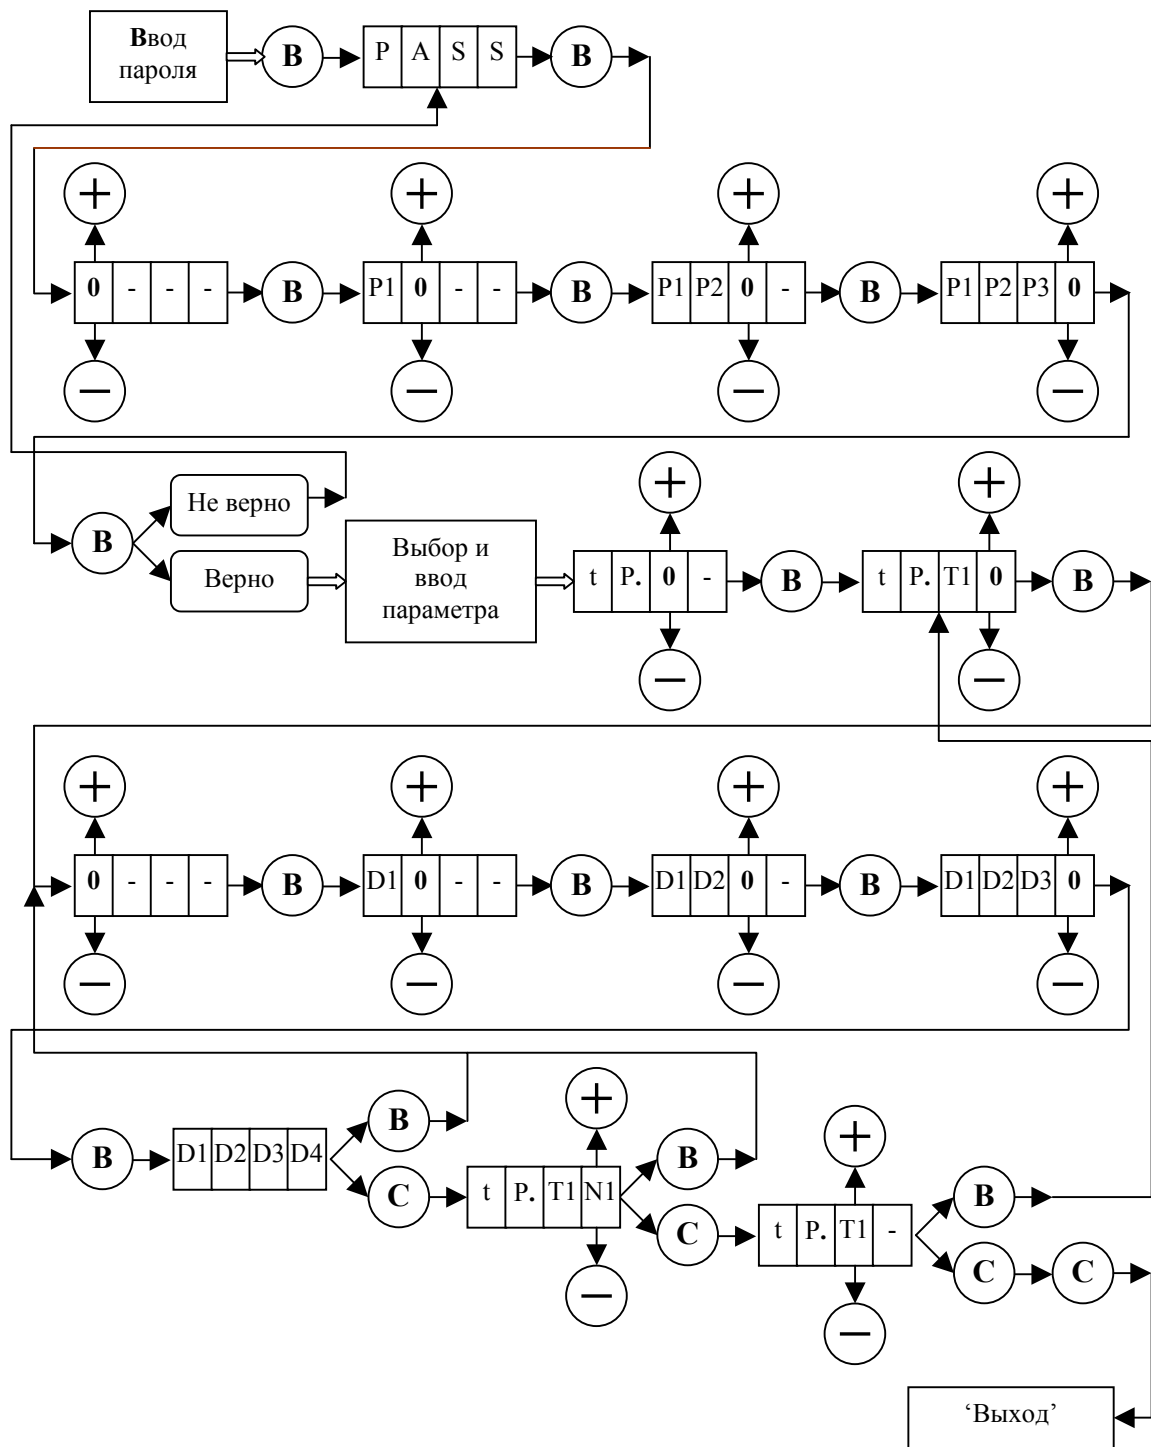 Ввод
пароля
В
P A S S
В
+ + + +
0 - - -
В
P1 0 - -
В
P1 P2 0 -
В
P1 P2 P3 0
− − − −
+ +
Не верно
В
Верно
Выбор и
ввод
параметра
t P. 0 -
В
t P. T1 0
В
− −
+ + + +
0 - - -
В
D1 0 - -
В
D1 D2 0 -
В
D1 D2 D3 0
− − − −
В
D1 D2 D3 D4
В
С
+
t P. T1 N1
−
В
С
+
t P. T1 -
−
В
С
С
‘Выход’